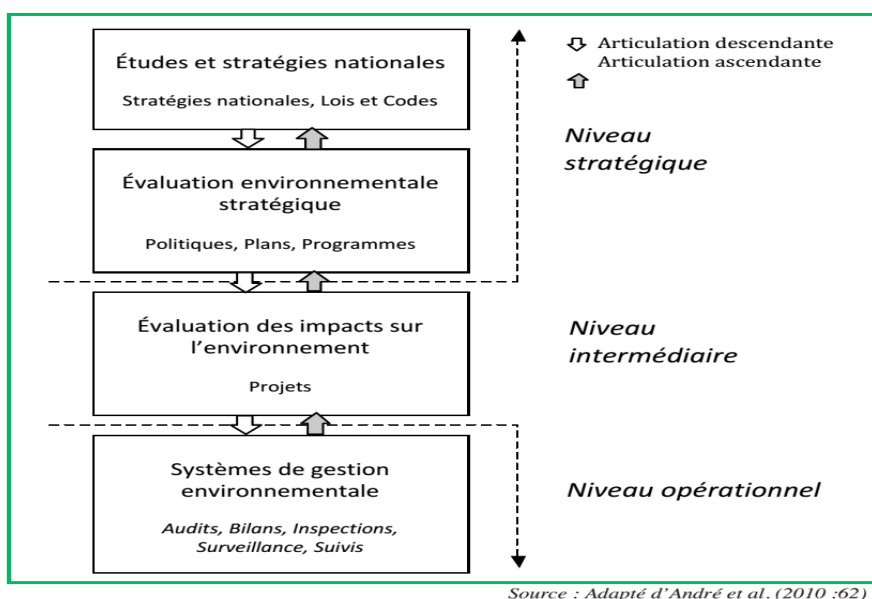 Études et stratégies nationales
Stratégies nationales, Lois et Codes
Évaluation environnementale
stratégique
Politiques, Plans, Programmes
Évaluation des impacts sur
l'environnement
Projets
Systèmes de gestion
environnementale
Audits, Bilans, Inspections,
Surveillance, Suivis
Articulation descendante
Articulation ascendante
Niveau
stratégique
Niveau
intermédiaire
Niveau opérationnel
Source : Adapté d'André et al. (2010 :62)